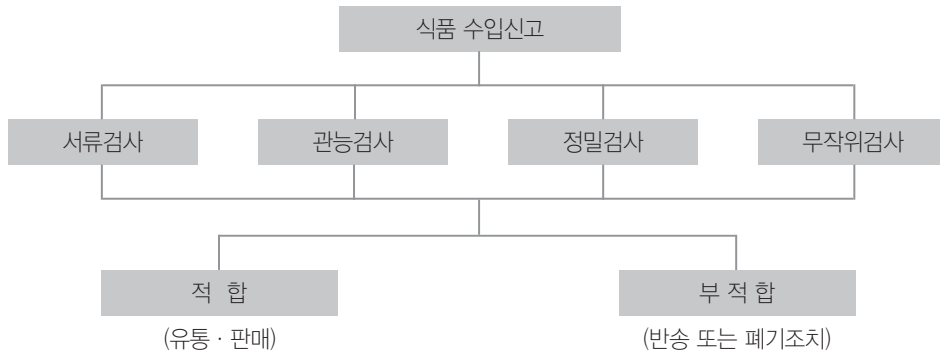 식품 수입신고
서류검사 관능검사 정밀검사 무작위검사
적 합 부 적 합
(유통 · 판매) (반송 또는 폐기조치)